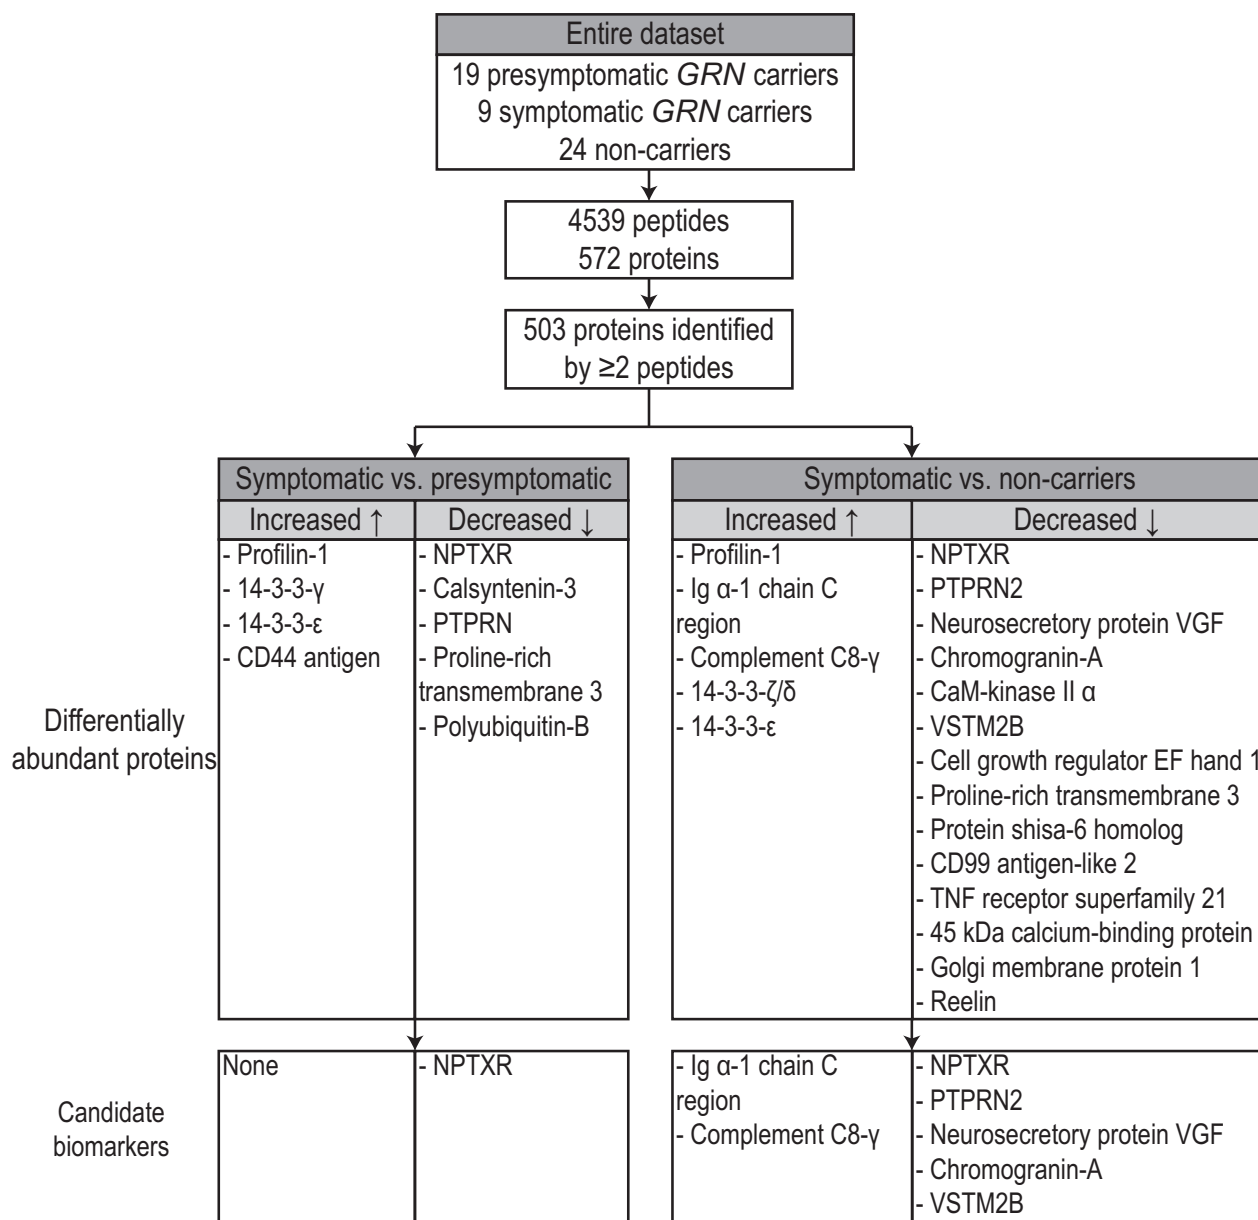 Entire dataset
19 presymptomatic GRN carriers
9 symptomatic GRN carriers
24 non-carriers
4539 peptides
572 proteins
503 proteins identified
by ≥2 peptides
Symptomatic vs. presymptomatic
Increased ↑
Decreased ↓
- Profilin-1
- 14-3-3-γ
- 14-3-3-ε
- CD44 antigen
- NPTXR
- Calsyntenin-3
- PTPRN
- Proline-rich
transmembrane 3
- Polyubiquitin-B
Symptomatic vs. non-carriers
Increased ↑
Decreased ↓
- Profilin-1
- Ig α-1 chain C
region
- Complement C8-γ
- 14-3-3-ζ/δ
- 14-3-3-ε
- NPTXR
- PTPRN2
- Neurosecretory protein VGF
- Chromogranin-A
- CaM-kinase II α
- VSTM2B
- Cell growth regulator EF hand 1
- Proline-rich transmembrane 3
- Protein shisa-6 homolog
- CD99 antigen-like 2
- TNF receptor superfamily 21
- 45 kDa calcium-binding protein
- Golgi membrane protein 1
- Reelin
Differentially
abundant proteins
Candidate
biomarkers
None
- NPTXR
- Ig α-1 chain C
region
- Complement C8-γ
- NPTXR
- PTPRN2
- Neurosecretory protein VGF
- Chromogranin-A
- VSTM2B